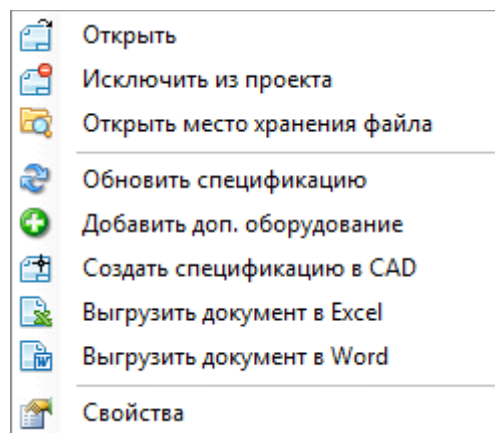 Открыть
Исключить из проекта
Открыть место хранения файла
Обновить спецификацию
Добавить доп. оборудование
Создать спецификацию в CAD
Выгрузить документ в Excel
Выгрузить документ в Word
Свойства